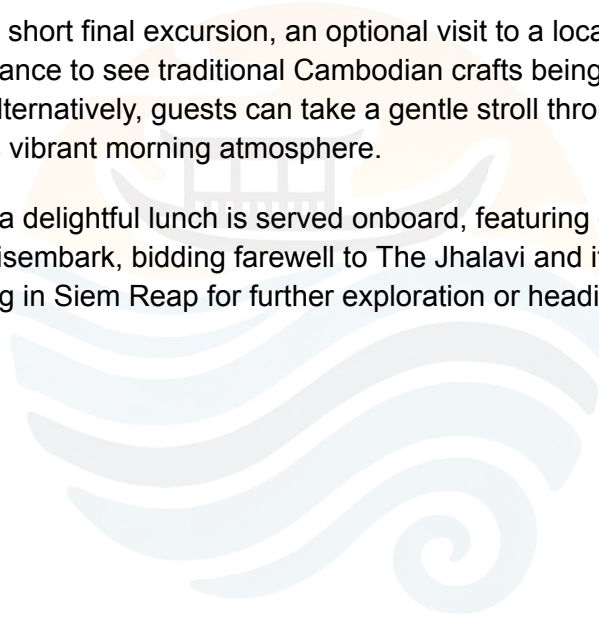 short final excursion, an optional visit to a loca
ance to see traditional Cambodian crafts being
lternatively, guests can take a gentle stroll thro
vibrant morning atmosphere.
a delightful lunch is served onboard, featuring
isembark, bidding farewell to The Jhalavi and i
g in Siem Reap for further exploration or headi